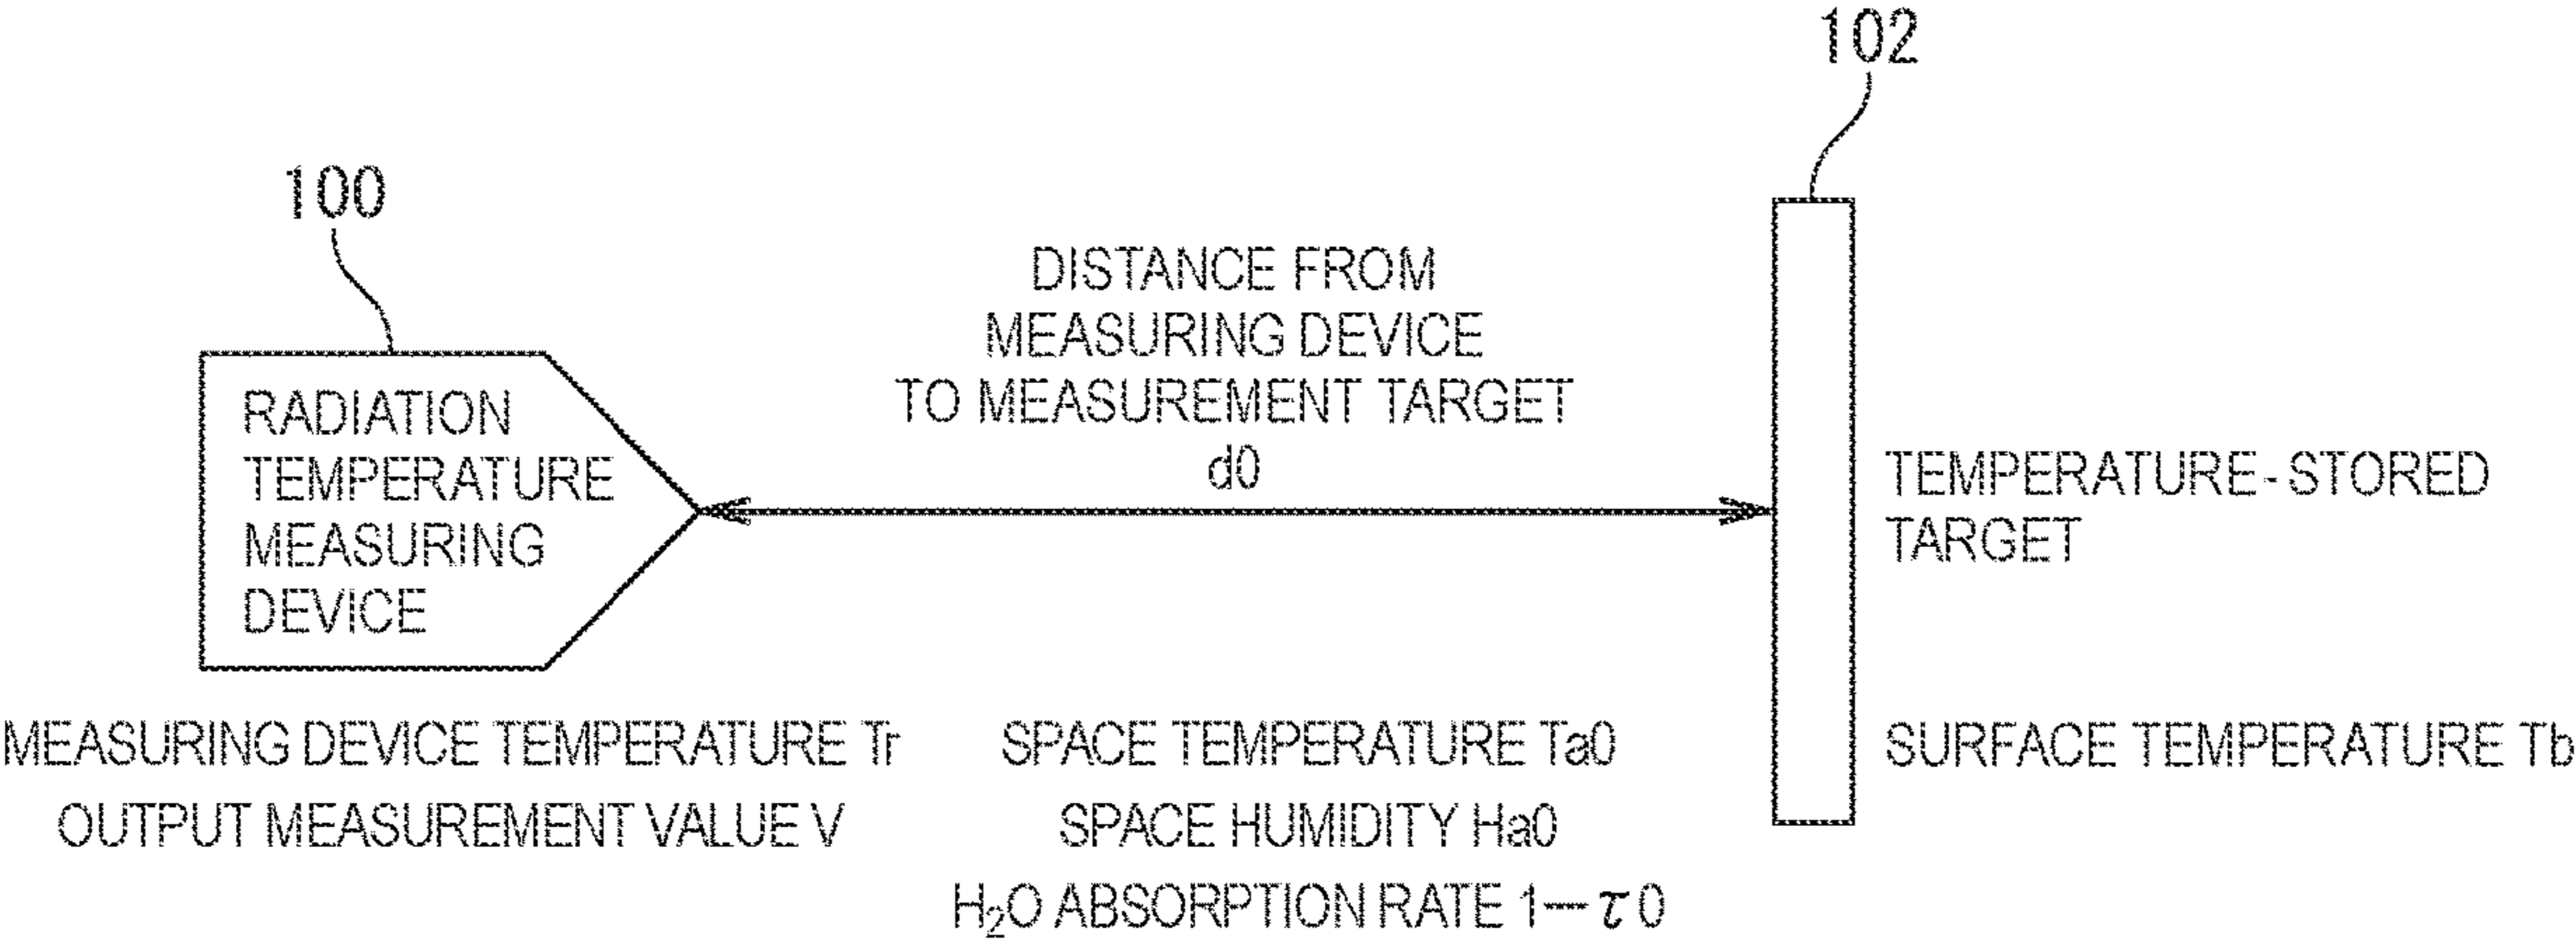 102
100
DISTANCE FROM
MEASURING DEVICE
TO MEASUREMENT TARGET
d0
RADIATION
TEMPERATURE
MEASURING
DEVICE
TEMPERATURE-STORED
TARGET
MEASURING DEVICE TEMPERATURE Tr
OUTPUT MEASUREMENT VALUE V
SPACE TEMPERATURE Ta0
SPACE HUMIDITY Ha0
H₂O ABSORPTION RATE 1—τ0
SURFACE TEMPERATURE Tb